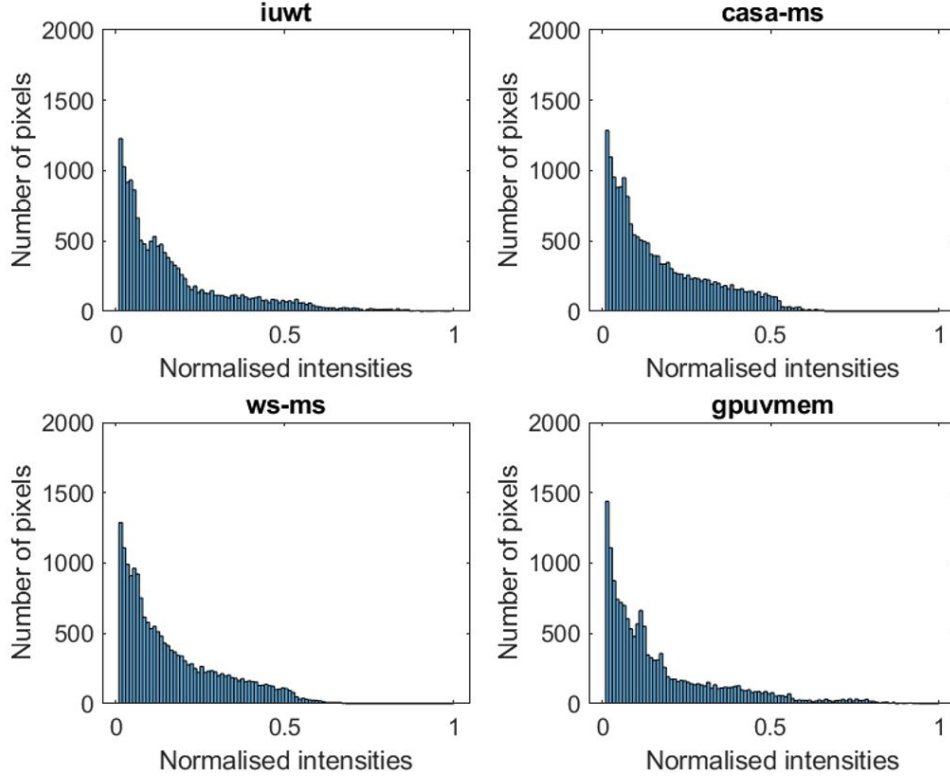 iuwt
2000
1500
1000
500
0
Number of pixels
0 0.5 1
Normalised intensities
casa-ms
2000
1500
1000
500
0
Number of pixels
0 0.5 1
Normalised intensities
ws-ms
2000
1500
1000
500
0
Number of pixels
0 0.5 1
Normalised intensities
gpuvmem
2000
1500
1000
500
0
Number of pixels
0 0.5 1
Normalised intensities